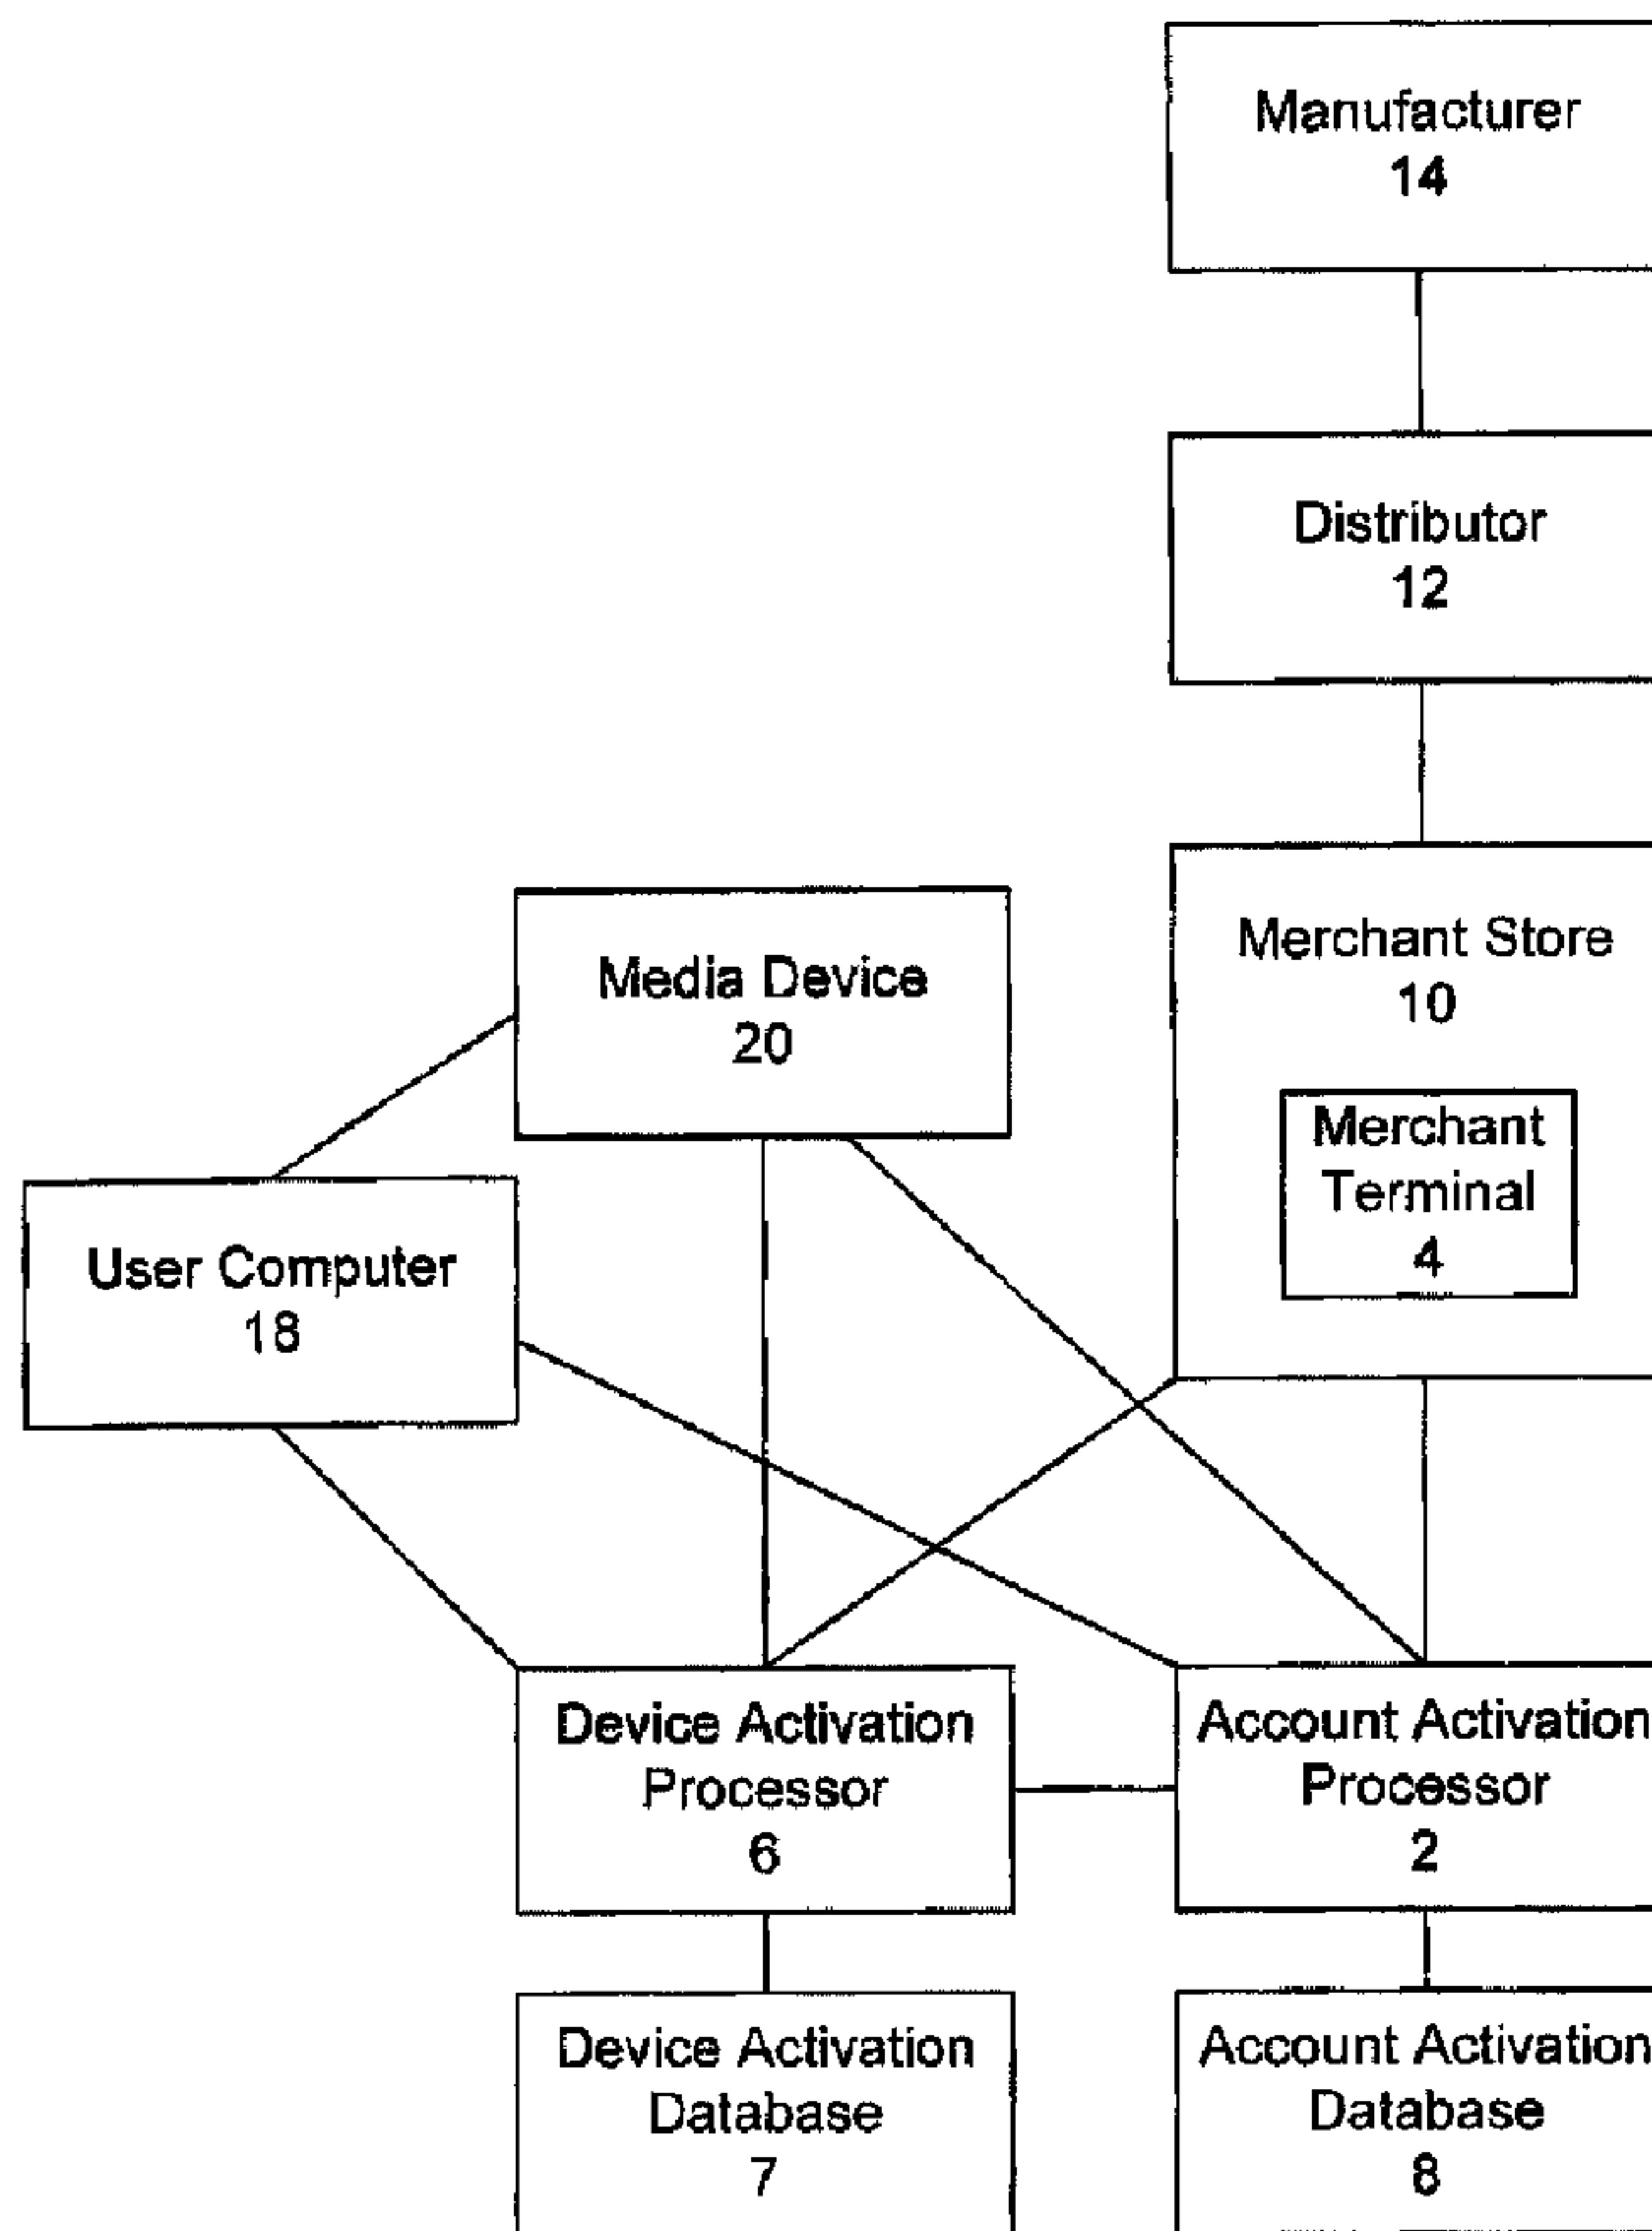 Manufacturer
14
Distributor
12
Merchant Store
10
Merchant
Terminal
4
Media Device
20
User Computer
18
Device Activation
Processor
6
Account Activation
Processor
2
Device Activation
Database
7
Account Activation
Database
8